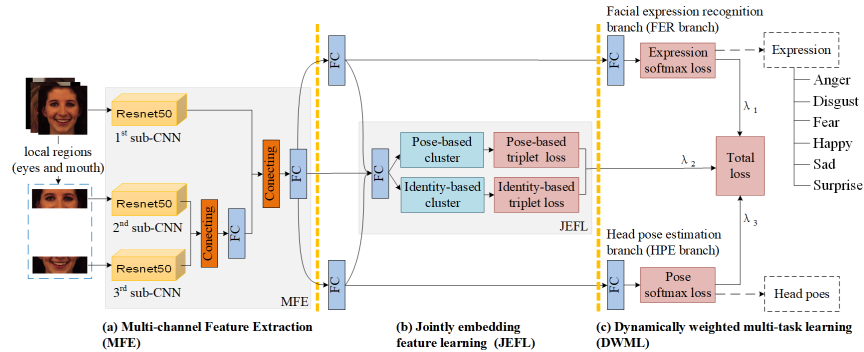 Facial expression recognition
branch (FER branch)
FC
FC
Expression
softmax loss
Expression
Anger
Disgust
Fear
Happy
Sad
Surprise
λ 1
Resnet50
1st sub-CNN
local regions
(eyes and mouth)
Resnet50
2nd sub-CNN
Resnet50
3rd sub-CNN
Conecting
FC
Conecting
FC
MFE
FC
Pose-based
cluster
Pose-based
triplet loss
Identity-based
cluster
Identity-based
triplet loss
JEFL
λ 2
Total
loss
λ 3
Head pose estimation
branch (HPE branch)
FC
FC
Pose
softmax loss
Head poes
(a) Multi-channel Feature Extraction
(MFE)
(b) Jointly embedding
feature learning (JEFL)
(c) Dynamically weighted multi-task learning
(DWML)